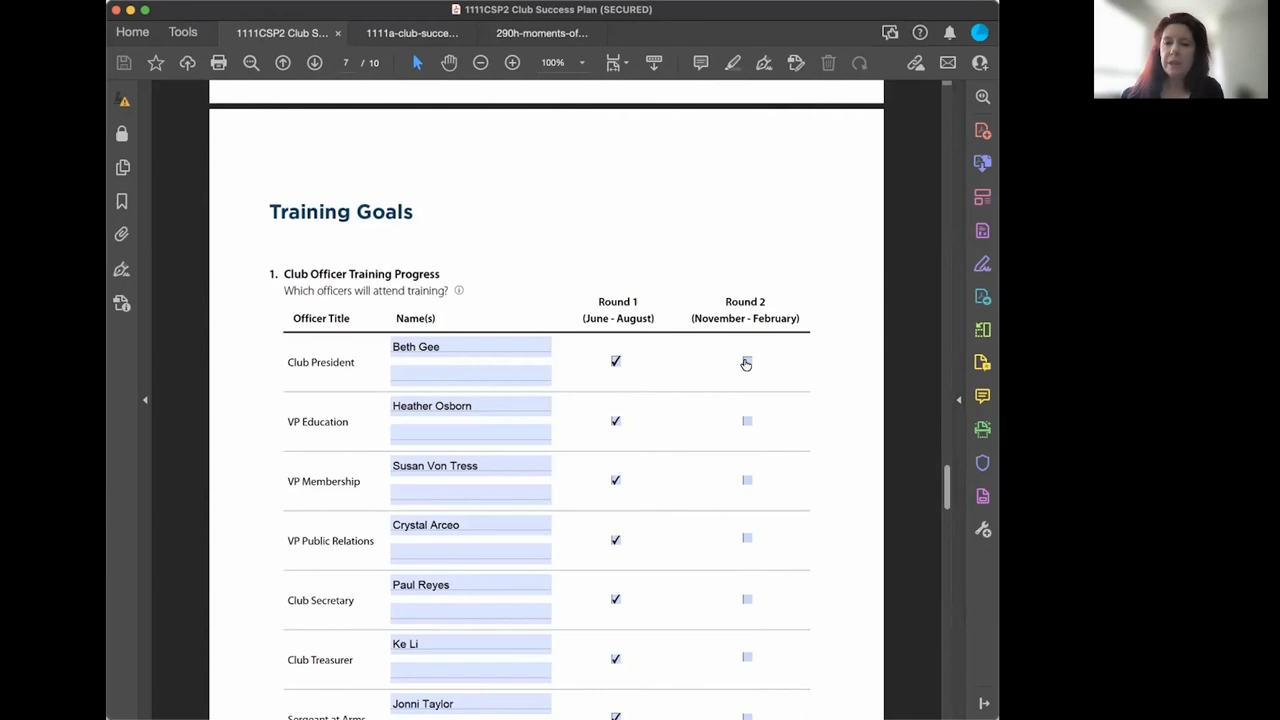 1111CSP2 Club Success Plan (SECURED)
Home Tools 1111CSP2 Club S... × 1111a-club-succe... 290h-moments-of...
7 / 10 100%
Training Goals
1. Club Officer Training Progress
Which officers will attend training?
Round 1 Round 2
Officer Title Name(s) (June - August) (November - February)
Beth Gee
Club President
Heather Osborn
VP Education
Susan Von Tress
VP Membership
Crystal Arceo
VP Public Relations
Paul Reyes
Club Secretary
Ke Li
Club Treasurer
Jonni Taylor
Sergeant at Arms